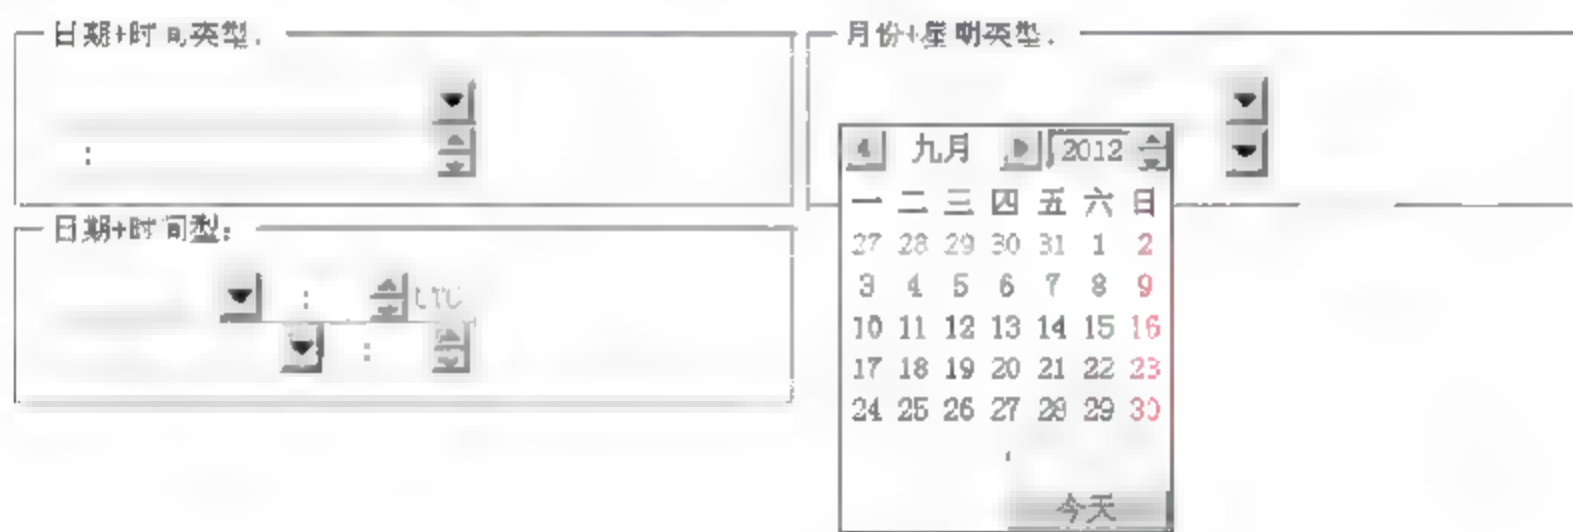 日期+时间类型:
月份+星期类型:
:
九月 2012
一 二 三 四 五 六 日
27 28 29 30 31 1 2
3 4 5 6 7 8 9
10 11 12 13 14 15 16
17 18 19 20 21 22 23
24 25 26 27 28 29 30
今天
日期+时间型:
: UTC
: